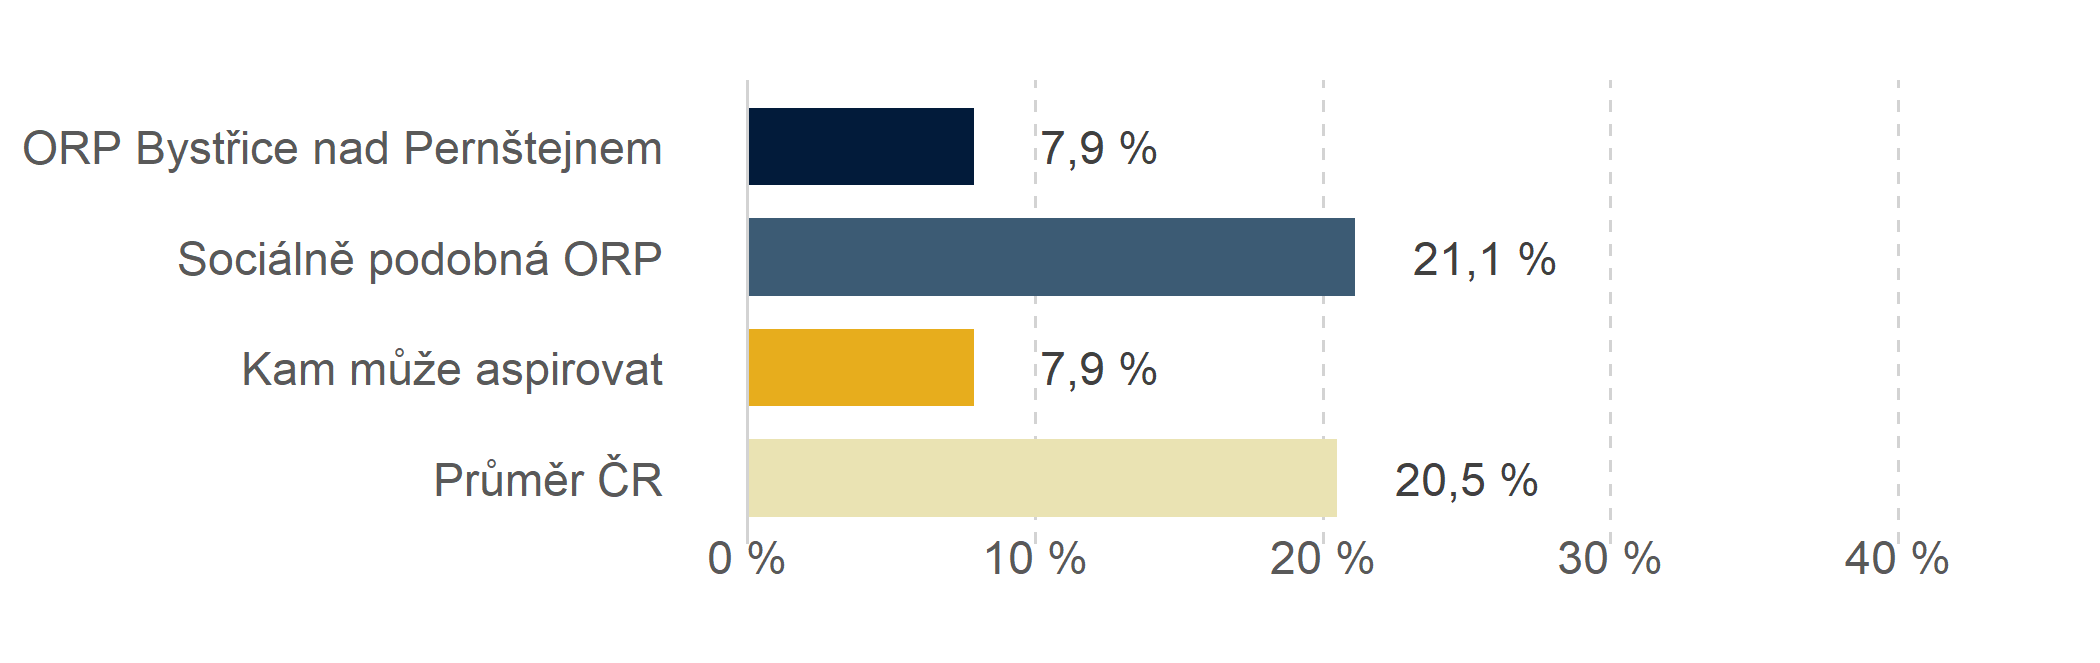 ORP Bystřice nad Pernštejnem
7,9 %
Sociálně podobná ORP
21,1 %
Kam může aspirovat
7,9 %
Průměr ČR
20,5 %
0 %
10 %
20 %
30 %
40 %